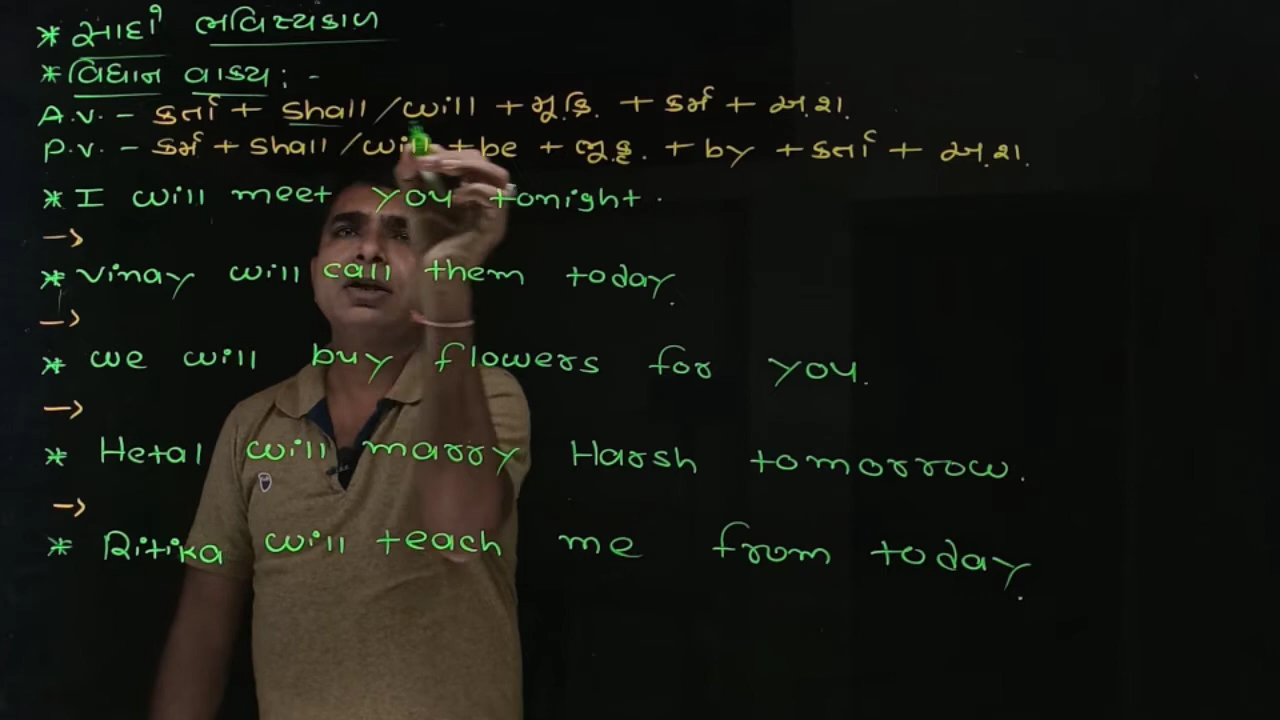 * સાદો ભવિષ્યકાળ
* વિધાન વાક્ય : -
A.V. - કર્તા + shall / will + મૂ.ક્રિ. + કર્મ + અ.શ.
P.V. - કર્મ + shall / will + be + ભૂ.કૃ. + by + કર્તા + અ.શ.
* I will meet you tonight.
->
* Vinay will call them today.
->
* we will buy flowers for you.
->
* Hetal will marry Harsh tomorrow.
->
* Ritika will teach me from today.